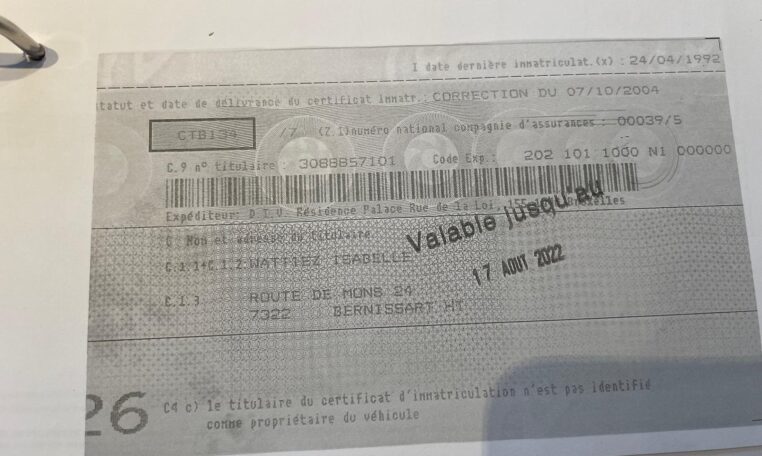 I date dernière immatriculat.(x) : 24/04/1992
statut et date de délivrance du certificat immatr.: CORRECTION DU 07/10/2004
CTB134 /7 (Z.1)numéro national compagnie d'assurances : 00039/5
C.9 n° titulaire : 3088857101 Code Exp.: 202 101 1000 N1 000000
Expéditeur: D I V. Résidence Palace Rue de la Loi, Bruxelles
C Nom et adresse du titulaire
Valable jusqu'au
C.1.1+C.1.2 WATTIEZ ISABELLE
17 AOUT 2022
C.1.3 ROUTE DE MONS 24
7322 BERNISSART HT
26
C4 c) le titulaire du certificat d'immatriculation n'est pas identifié
comme propriétaire du véhicule